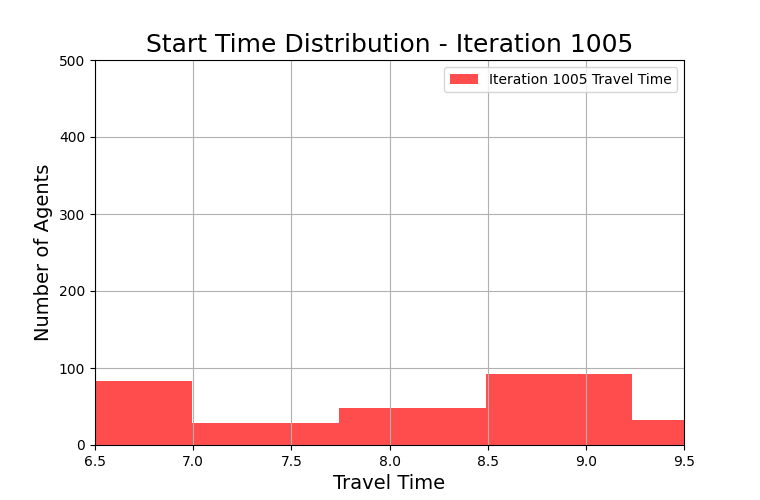 Start Time Distribution - Iteration 1005
500
400
300
200
100
0
Number of Agents
Iteration 1005 Travel Time
6.5 7.0 7.5 8.0 8.5 9.0 9.5
Travel Time